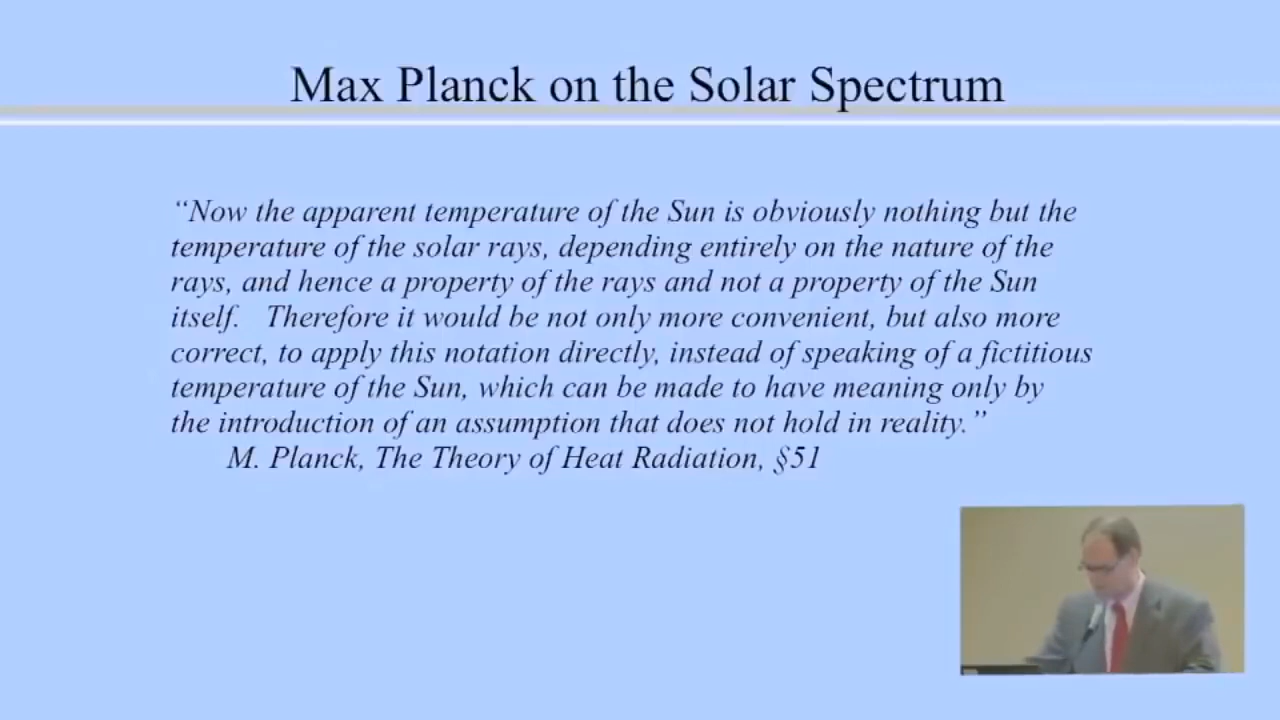 Max Planck on the Solar Spectrum
“Now the apparent temperature of the Sun is obviously nothing but the
temperature of the solar rays, depending entirely on the nature of the
rays, and hence a property of the rays and not a property of the Sun
itself. Therefore it would be not only more convenient, but also more
correct, to apply this notation directly, instead of speaking of a fictitious
temperature of the Sun, which can be made to have meaning only by
the introduction of an assumption that does not hold in reality.”
M. Planck, The Theory of Heat Radiation, §51